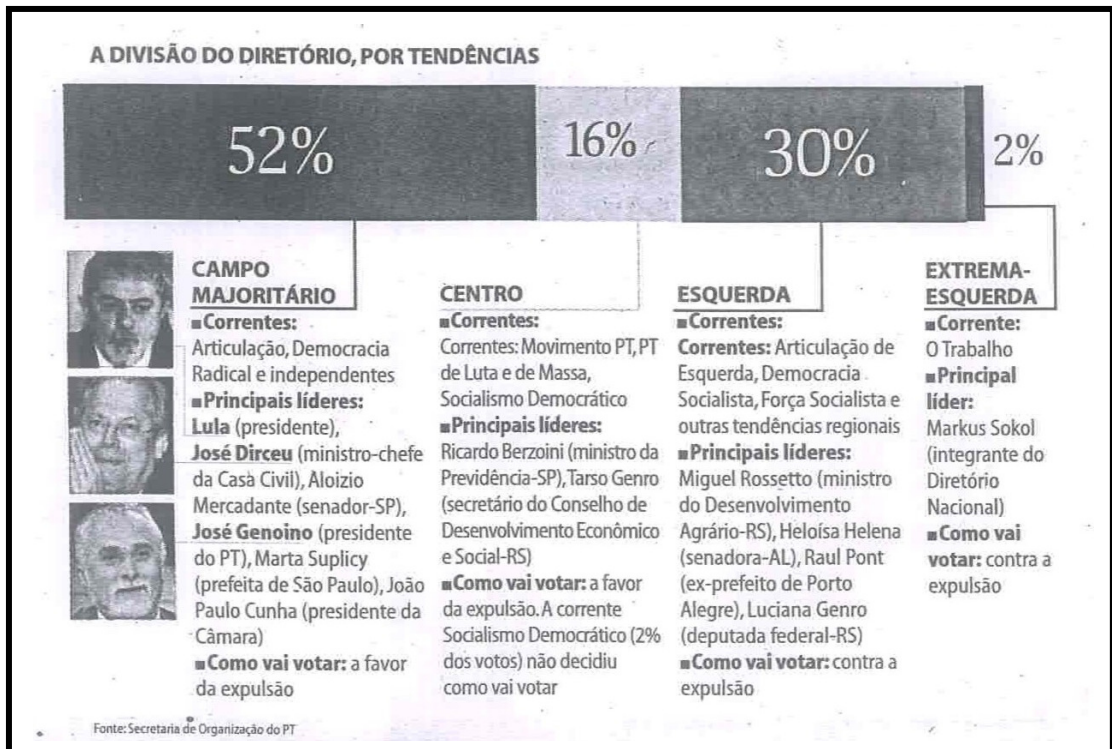 A DIVISÃO DO DIRETÓRIO, POR TENDÊNCIAS
52%
16%
30%
2%
CAMPO
MAJORITÁRIO
■Correntes:
Articulação, Democracia
Radical e independentes
■Principais líderes:
Lula (presidente),
José Dirceu (ministro-chefe
da Casa Civil), Aloizio
Mercadante (senador-SP),
José Genoino (presidente
do PT), Marta Suplicy
(prefeita de São Paulo), João
Paulo Cunha (presidente da
Câmara)
■Como vai votar: a favor
da expulsão
CENTRO
■Correntes:
Correntes: Movimento PT, PT
de Luta e de Massa,
Socialismo Democrático
■Principais líderes:
Ricardo Berzoini (ministro da
Previdência-SP), Tarso Genro
(secretário do Conselho de
Desenvolvimento Econômico
e Social-RS)
■Como vai votar: a favor
da expulsão. A corrente
Socialismo Democrático (2%
dos votos) não decidiu
como vai votar
ESQUERDA
■Correntes:
Correntes: Articulação de
Esquerda, Democracia
Socialista, Força Socialista e
outras tendências regionais
■Principais líderes:
Miguel Rossetto (ministro
do Desenvolvimento
Agrário-RS), Heloísa Helena
(senadora-AL), Raul Pont
(ex-prefeito de Porto
Alegre), Luciana Genro
(deputada federal-RS)
■Como vai votar: contra a
expulsão
EXTREMA-
ESQUERDA
■Corrente:
O Trabalho
■Principal
líder:
Markus Sokol
(integrante do
Diretório
Nacional)
■Como vai
votar: contra a
expulsão
Fonte: Secretaria de Organização do PT